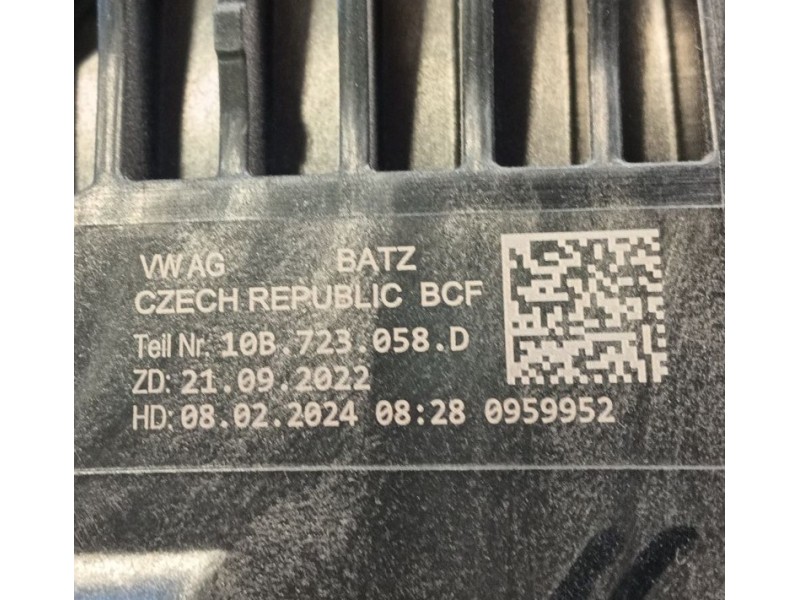 VW AG BATZ
CZECH REPUBLIC BCF
Teil Nr. 10B.723.058.D
ZD: 21.09.2022
HD: 08.02.2024 08:28 0959952